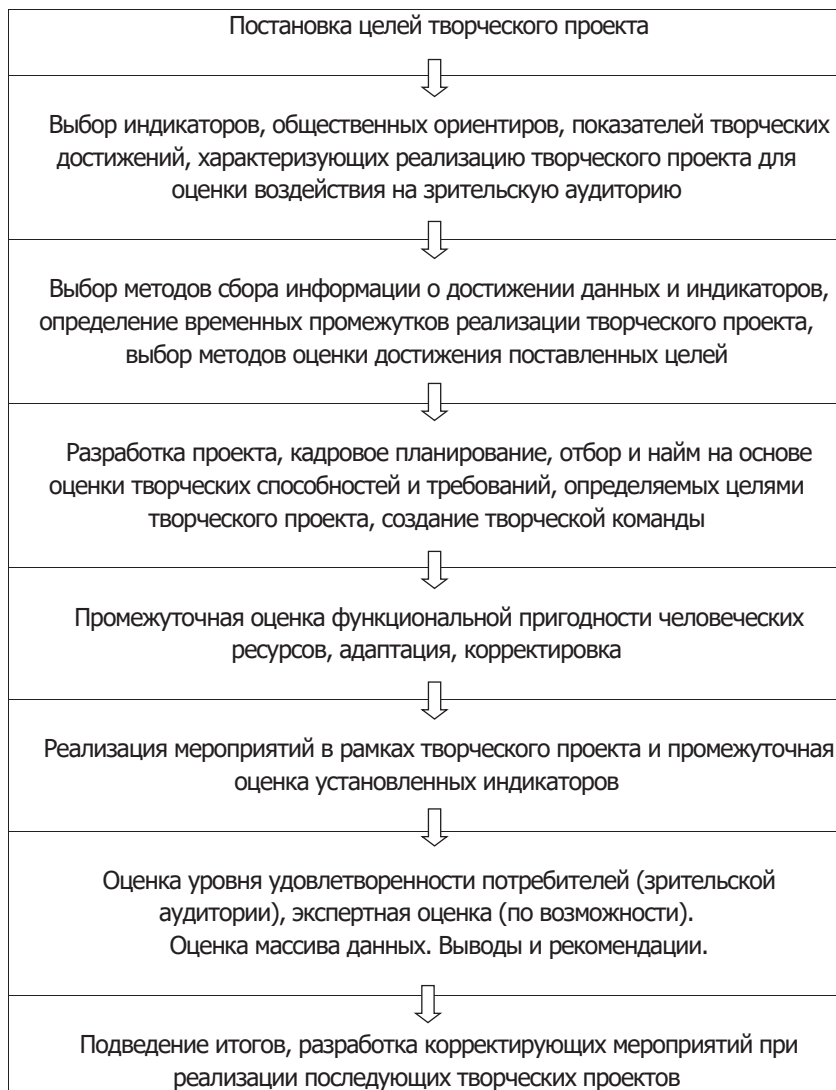 Постановка целей творческого проекта
Выбор индикаторов, общественных ориентиров, показателей творческих
достижений, характеризующих реализацию творческого проекта для
оценки воздействия на зрительскую аудиторию
Выбор методов сбора информации о достижении данных и индикаторов,
определение временных промежутков реализации творческого проекта,
выбор методов оценки достижения поставленных целей
Разработка проекта, кадровое планирование, отбор и найм на основе
оценки творческих способностей и требований, определяемых целями
творческого проекта, создание творческой команды
Промежуточная оценка функциональной пригодности человеческих
ресурсов, адаптация, корректировка
Реализация мероприятий в рамках творческого проекта и промежуточная
оценка установленных индикаторов
Оценка уровня удовлетворенности потребителей (зрительской
аудитории), экспертная оценка (по возможности).
Оценка массива данных. Выводы и рекомендации.
Подведение итогов, разработка корректирующих мероприятий при
реализации последующих творческих проектов